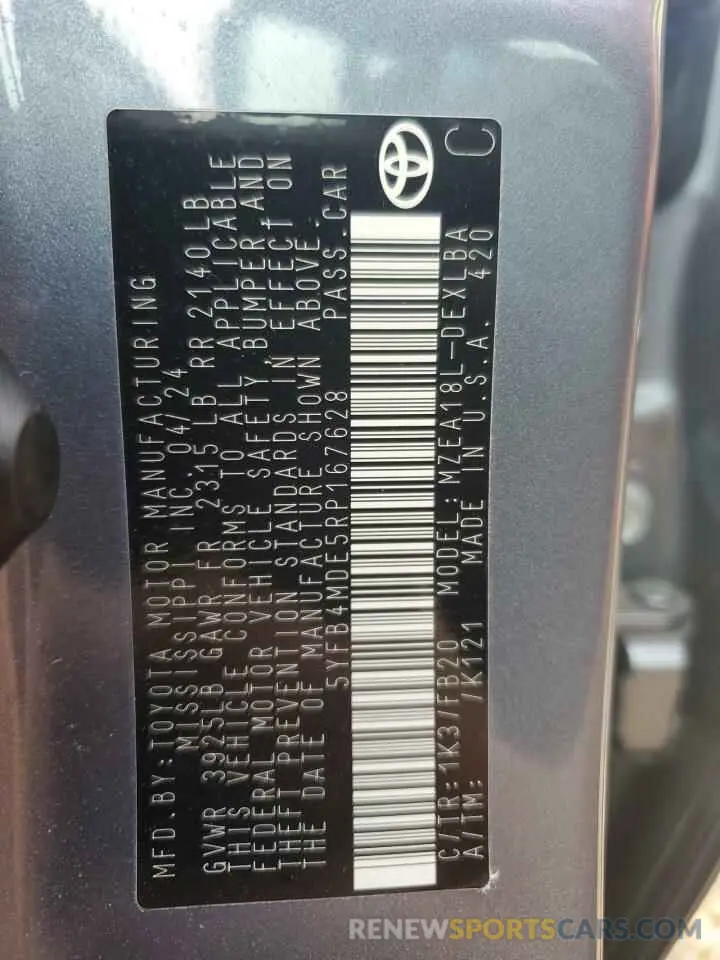 MFD.BY:TOYOTA MOTOR MANUFACTURING
MISSISSIPPI INC. 04/24
GVWR 3925LB GAWR FR 2315 LB RR 2140LB
THIS VEHICLE CONFORMS TO ALL APPLICABLE
FEDERAL MOTOR VEHICLE SAFETY, BUMPER AND
THEFT PREVENTION STANDARDS IN EFFECT ON
THE DATE OF MANUFACTURE SHOWN ABOVE.
5YFB4MDE5RP167628 PASS.CAR
C/TR: 1K3/FB20 MODEL: MZEA18L-DEXLBA
A/TM: /K121 MADE IN U.S.A. 420
C
RENEWSPORTSCARS.COM